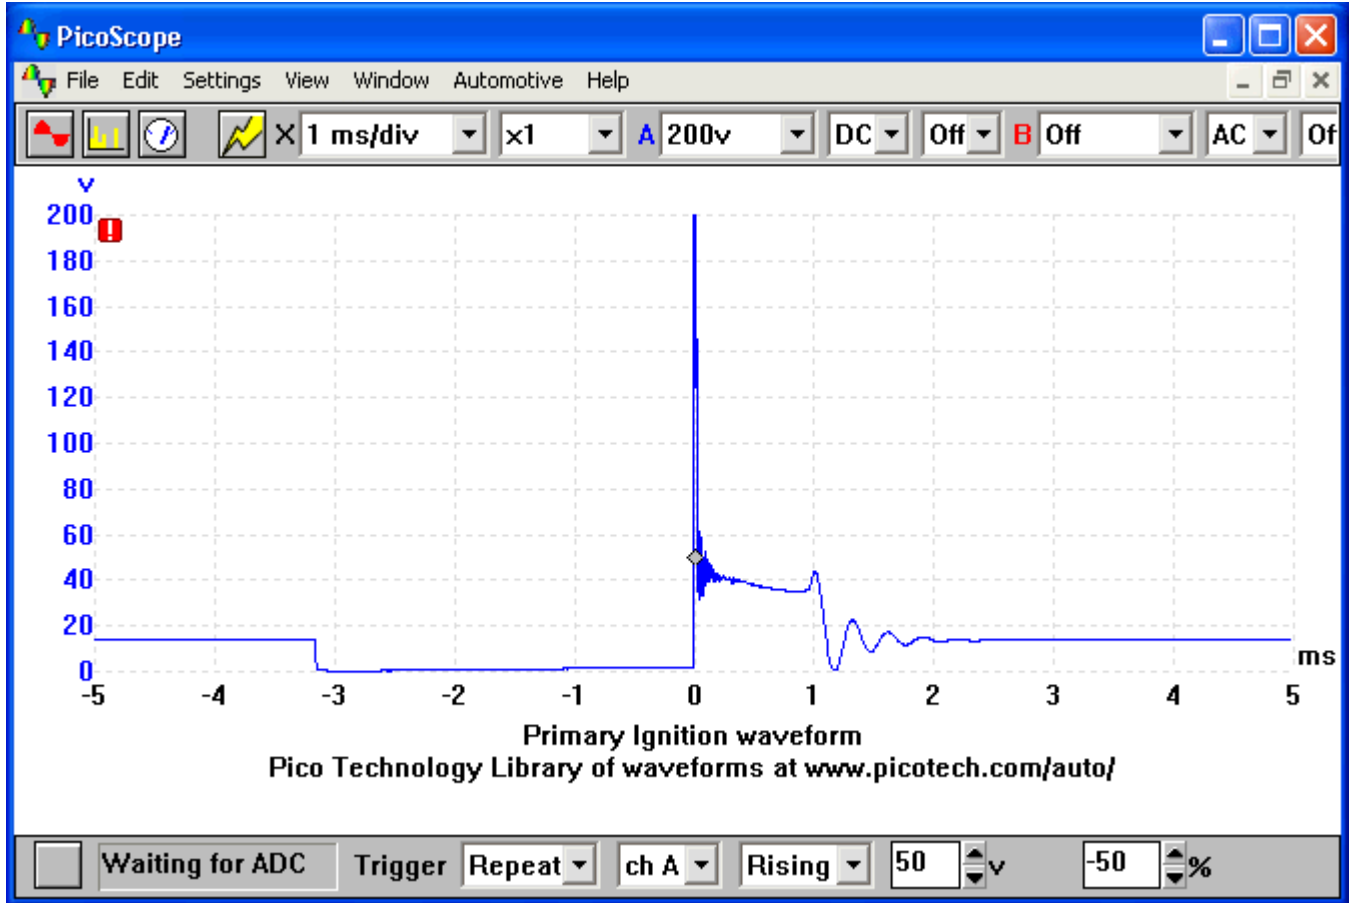 PicoScope
File Edit Settings View Window Automotive Help
X 1 ms/div x1 A 200v DC Off B Off AC Of
v
200
180
160
140
120
100
80
60
40
20
0
ms
-5 -4 -3 -2 -1 0 1 2 3 4 5
Primary Ignition waveform
Pico Technology Library of waveforms at www.picotech.com/auto/
Waiting for ADC Trigger Repeat ch A Rising 50 v -50 %